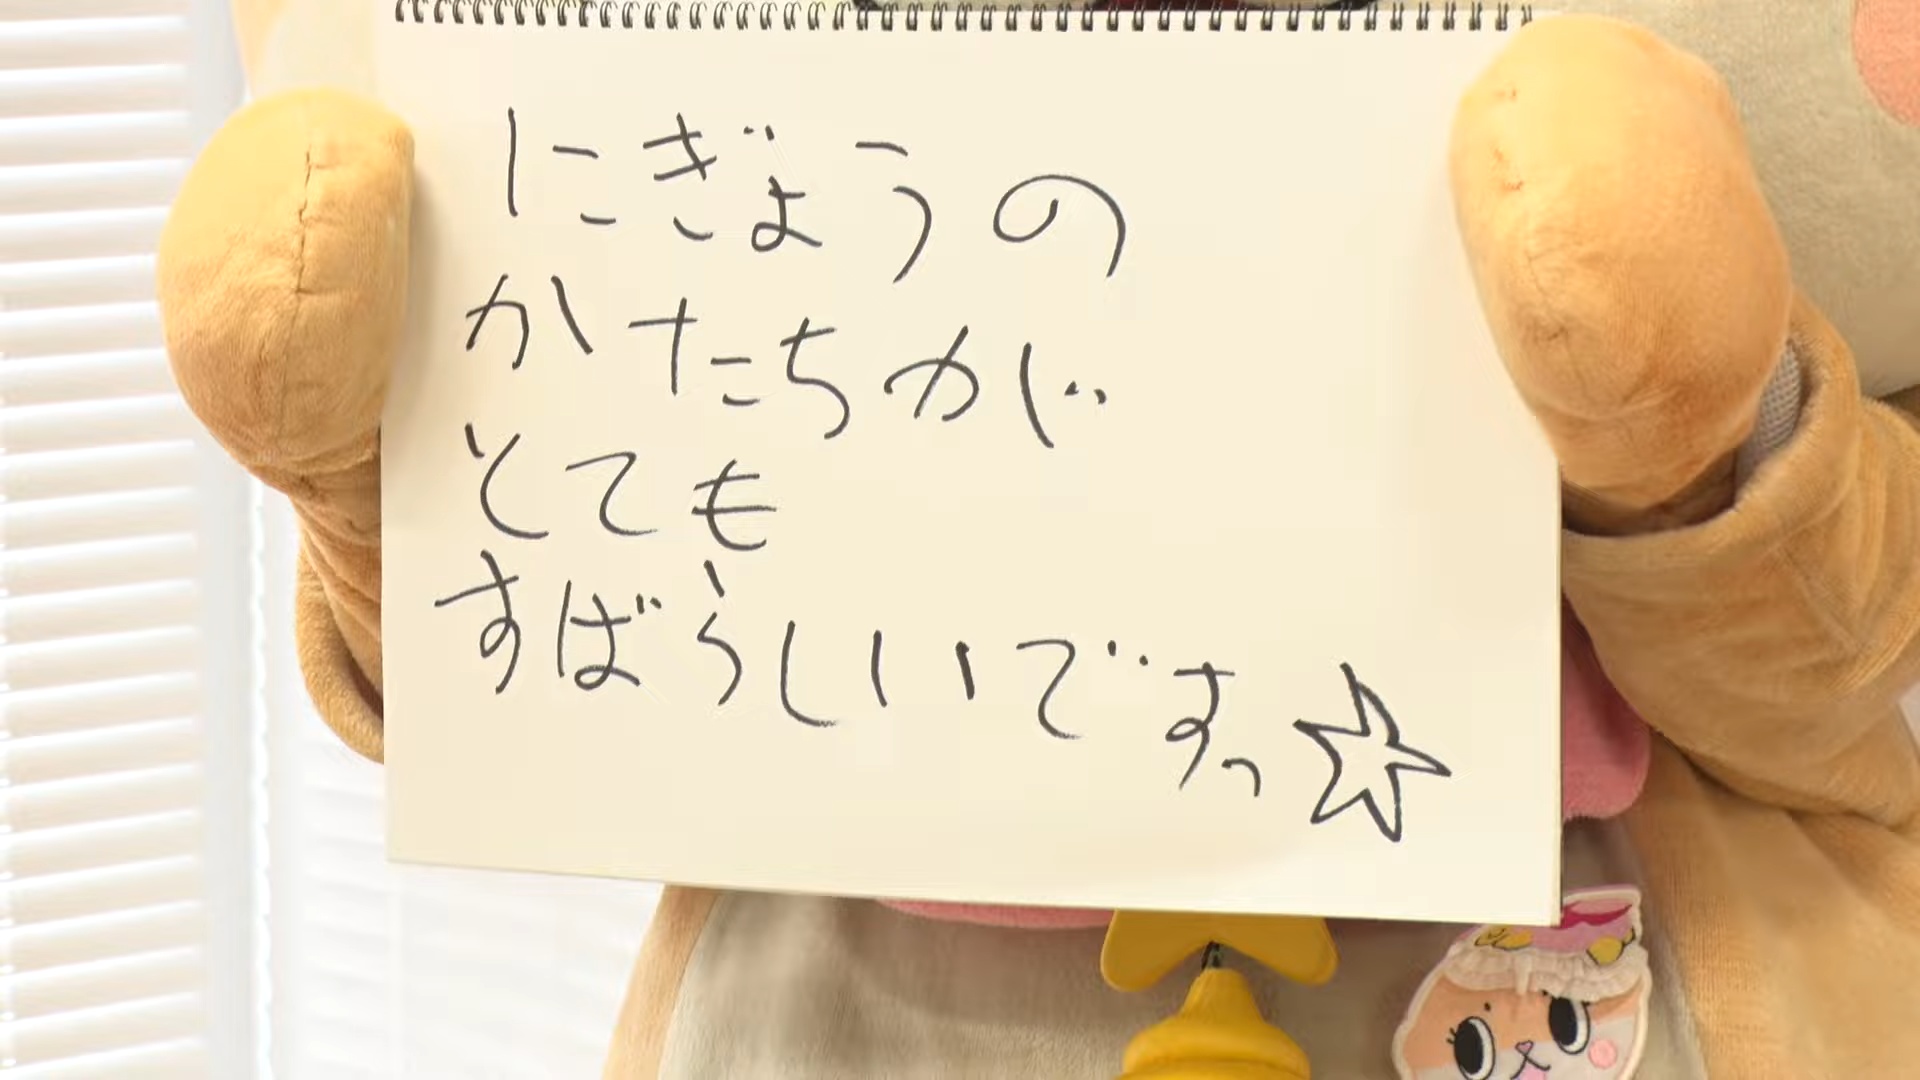 にぎょうの
かたちが
とても
すばらしいですっ☆